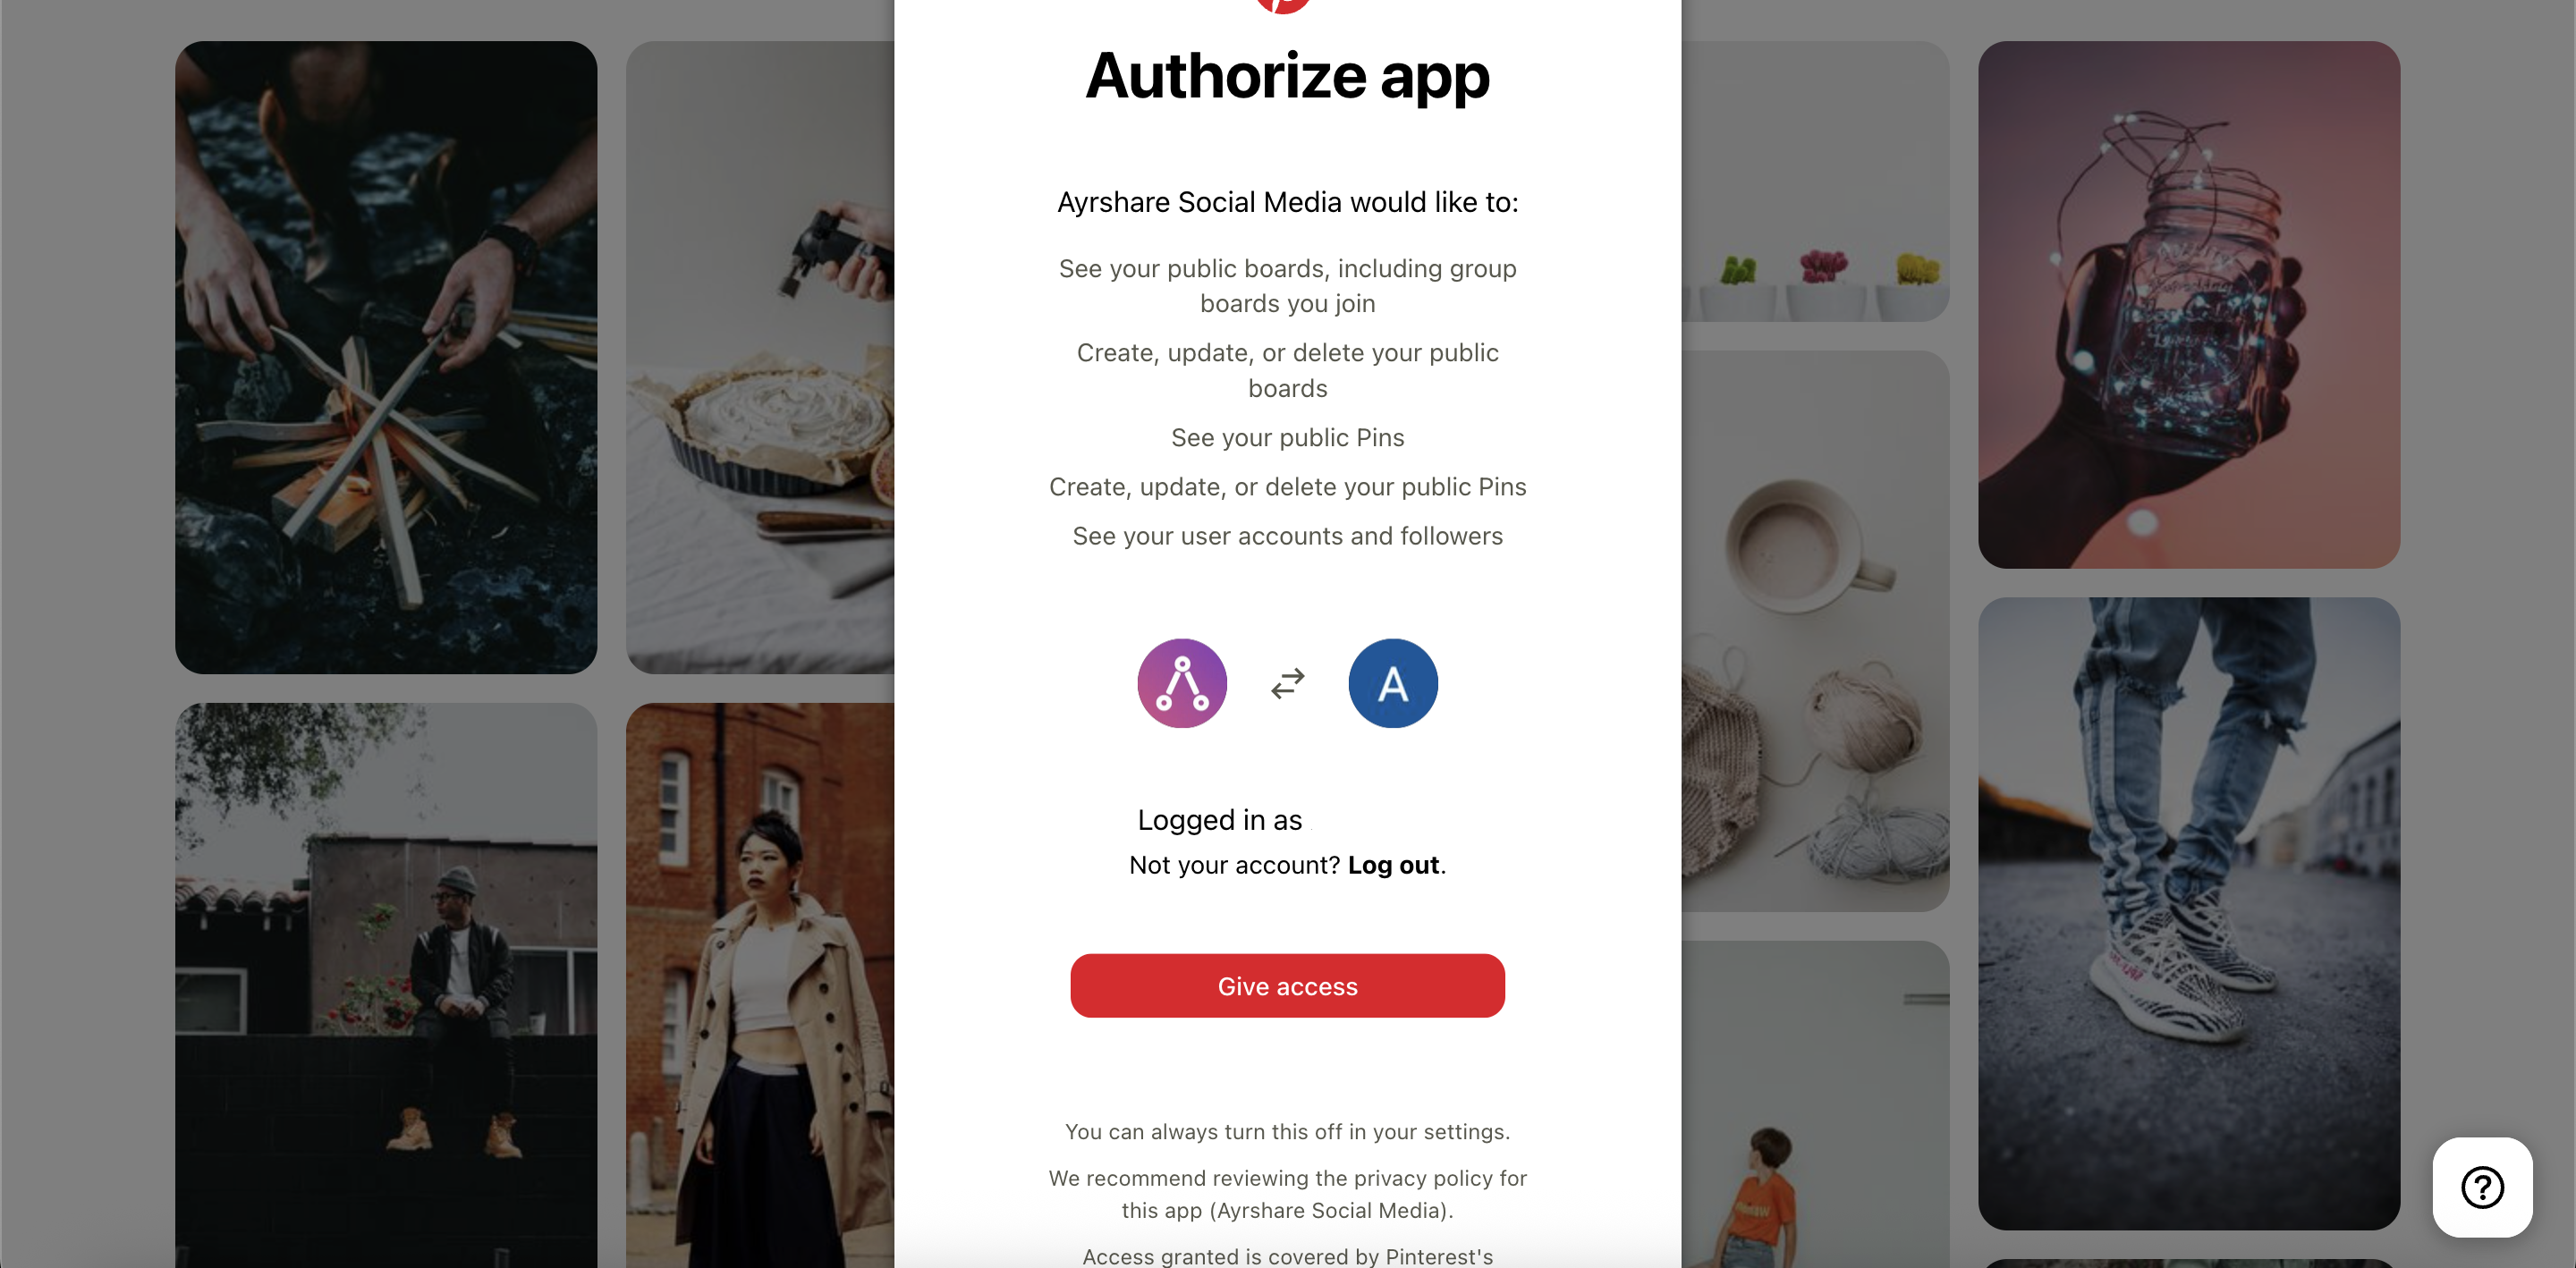 Authorize app
Ayrshare Social Media would like to:
See your public boards, including group
boards you join
Create, update, or delete your public
boards
See your public Pins
Create, update, or delete your public Pins
See your user accounts and followers
A
Logged in as
Not your account? Log out.
Give access
You can always turn this off in your settings.
We recommend reviewing the privacy policy for
this app (Ayrshare Social Media).
Access granted is covered by Pinterest's
?